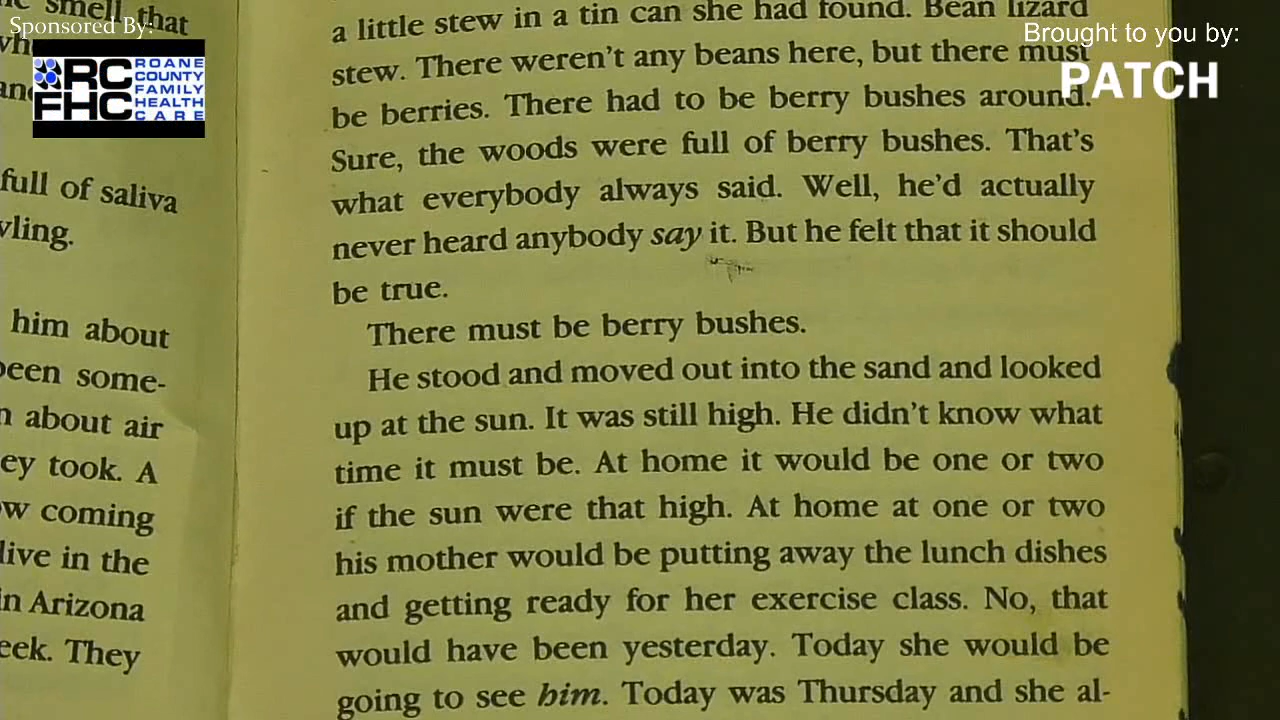 Sponsored By:
RC
FHC
ROANE
COUNTY
FAMILY
HEALTH
CARE
Brought to you by:
PATCH
smell that
full of saliva
him about
been some-
about air
took. A
coming
live in the
in Arizona
They
a little stew in a tin can she had found. Bean lizard
stew. There weren't any beans here, but there must
be berries. There had to be berry bushes around.
Sure, the woods were full of berry bushes. That's
what everybody always said. Well, he'd actually
never heard anybody say it. But he felt that it should
be true.
There must be berry bushes.
He stood and moved out into the sand and looked
up at the sun. It was still high. He didn't know what
time it must be. At home it would be one or two
if the sun were that high. At home at one or two
his mother would be putting away the lunch dishes
and getting ready for her exercise class. No, that
would have been yesterday. Today she would be
going to see him. Today was Thursday and she al-